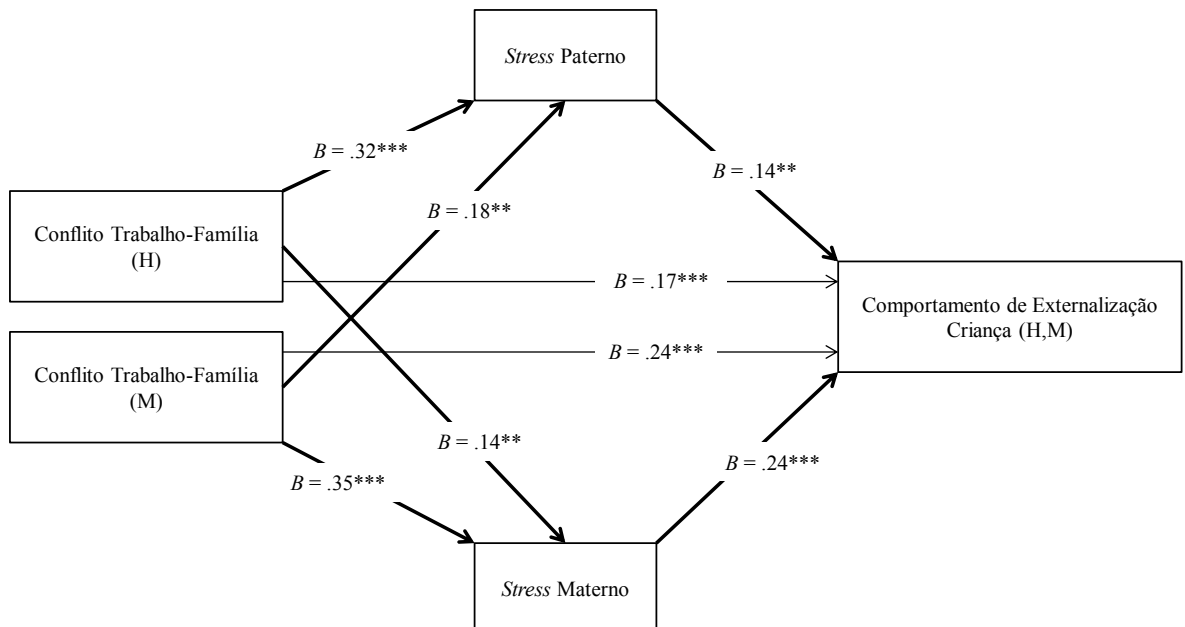 Stress Paterno
B = .32***
B = .14**
B = .18**
Conflito Trabalho-Família
(H)
B = .17***
Comportamento de Externalização
Criança (H,M)
B = .24***
Conflito Trabalho-Família
(M)
B = .14**
B = .24***
B = .35***
Stress Materno